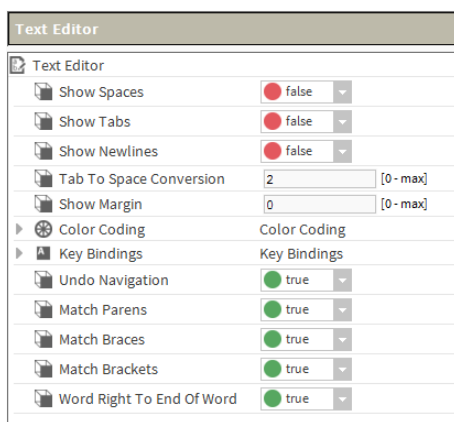 Text Editor
Text Editor
Show Spaces false
Show Tabs false
Show Newlines false
Tab To Space Conversion 2 [0 - max]
Show Margin 0 [0 - max]
Color Coding Color Coding
Key Bindings Key Bindings
Undo Navigation true
Match Parens true
Match Braces true
Match Brackets true
Word Right To End Of Word true